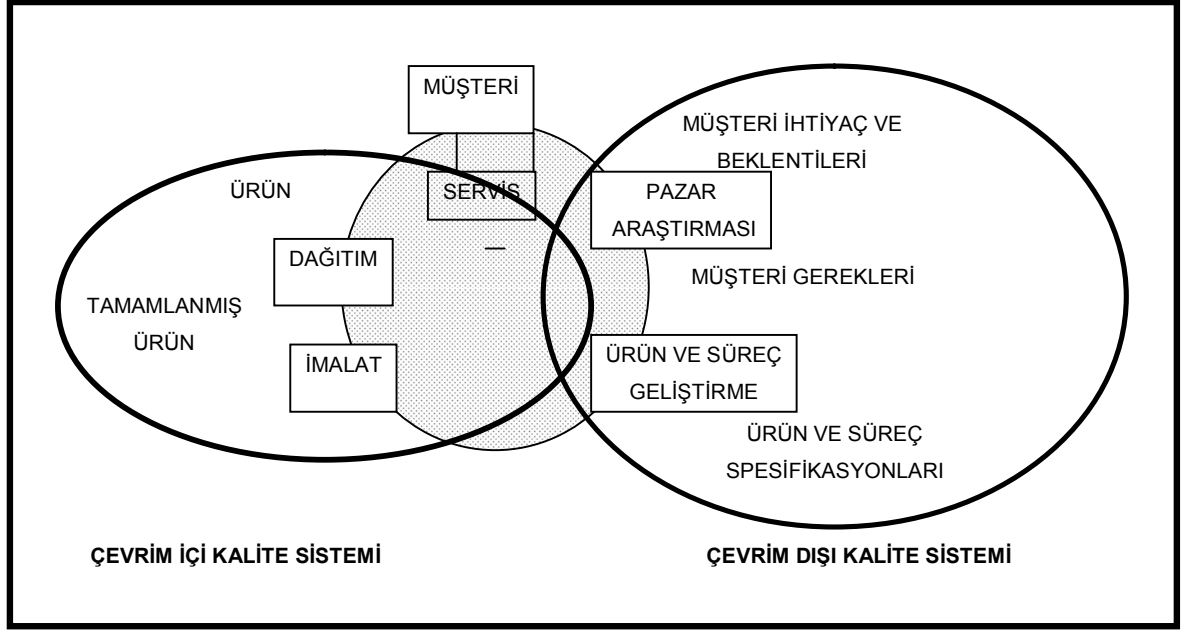 MÜŞTERİ
MÜŞTERİ İHTİYAÇ VE
BEKLENTİLERİ
ÜRÜN
SERVİS
PAZAR
ARAŞTIRMASI
DAĞITIM
MÜŞTERİ GEREKLERİ
TAMAMLANMIŞ
ÜRÜN
İMALAT
ÜRÜN VE SÜREÇ
GELİŞTİRME
ÜRÜN VE SÜREÇ
SPESİFİKASYONLARI
ÇEVRİM İÇİ KALİTE SİSTEMİ
ÇEVRİM DIŞI KALİTE SİSTEMİ